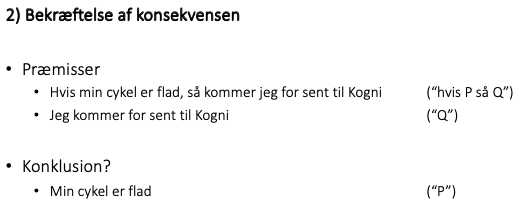 2) Bekræftelse af konsekvensen
• Præmisser
• Hvis min cykel er flad, så kommer jeg for sent til Kogni ("hvis P så Q")
• Jeg kommer for sent til Kogni ("Q")
• Konklusion?
• Min cykel er flad ("P")